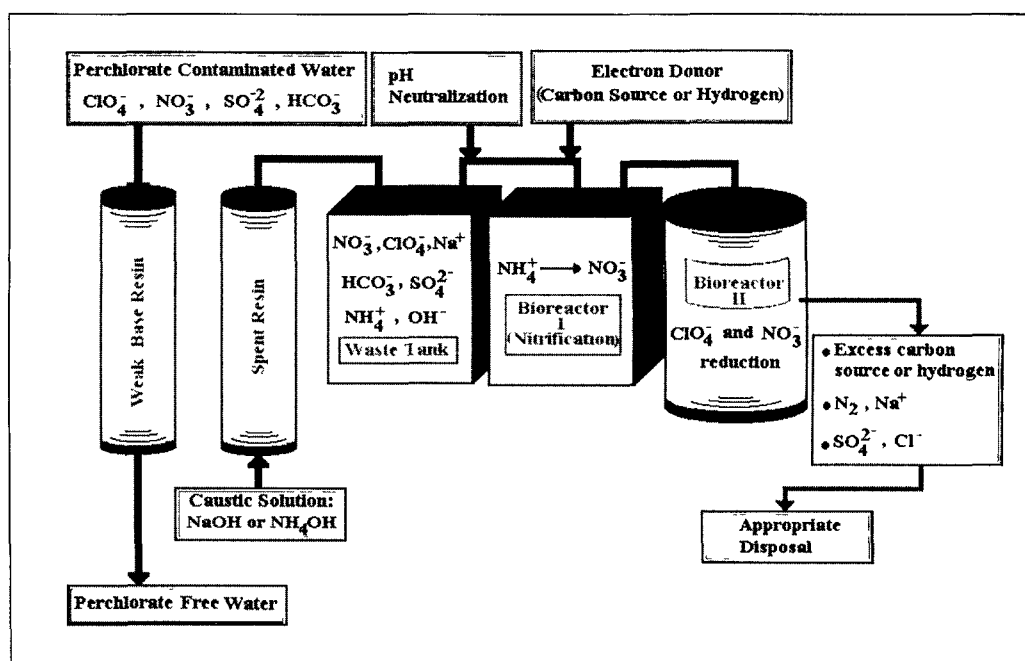 Perchlorate Contaminated Water
ClO₄⁻ , NO₃⁻ , SO₄⁻² , HCO₃⁻
pH
Neutralization
Electron Donor
(Carbon Source or Hydrogen)
Weak Base Resin
Spent Resin
NO₃⁻,ClO₄⁻,Na⁺
HCO₃⁻, SO₄²⁻
NH₄⁺ , OH⁻
Waste Tank
NH₄⁺ → NO₃⁻
Bioreactor
I
(Nitrification)
Bioreactor
II
ClO₄⁻ and NO₃⁻
reduction
• Excess carbon
source or hydrogen
• N₂ , Na⁺
• SO₄²⁻ , Cl⁻
Caustic Solution:
NaOH or NH₄OH
Appropriate
Disposal
Perchlorate Free Water